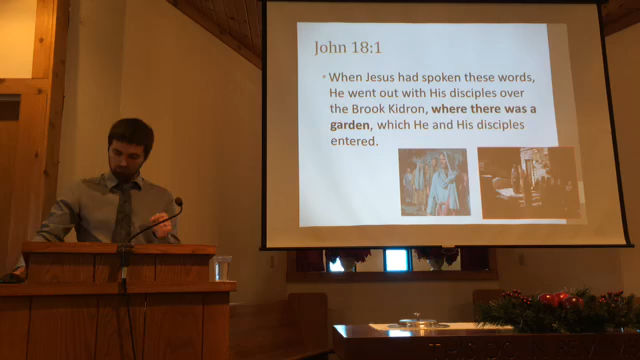 John 18:1
• When Jesus had spoken these words,
He went out with His disciples over
the Brook Kidron, where there was a
garden, which He and His disciples
entered.